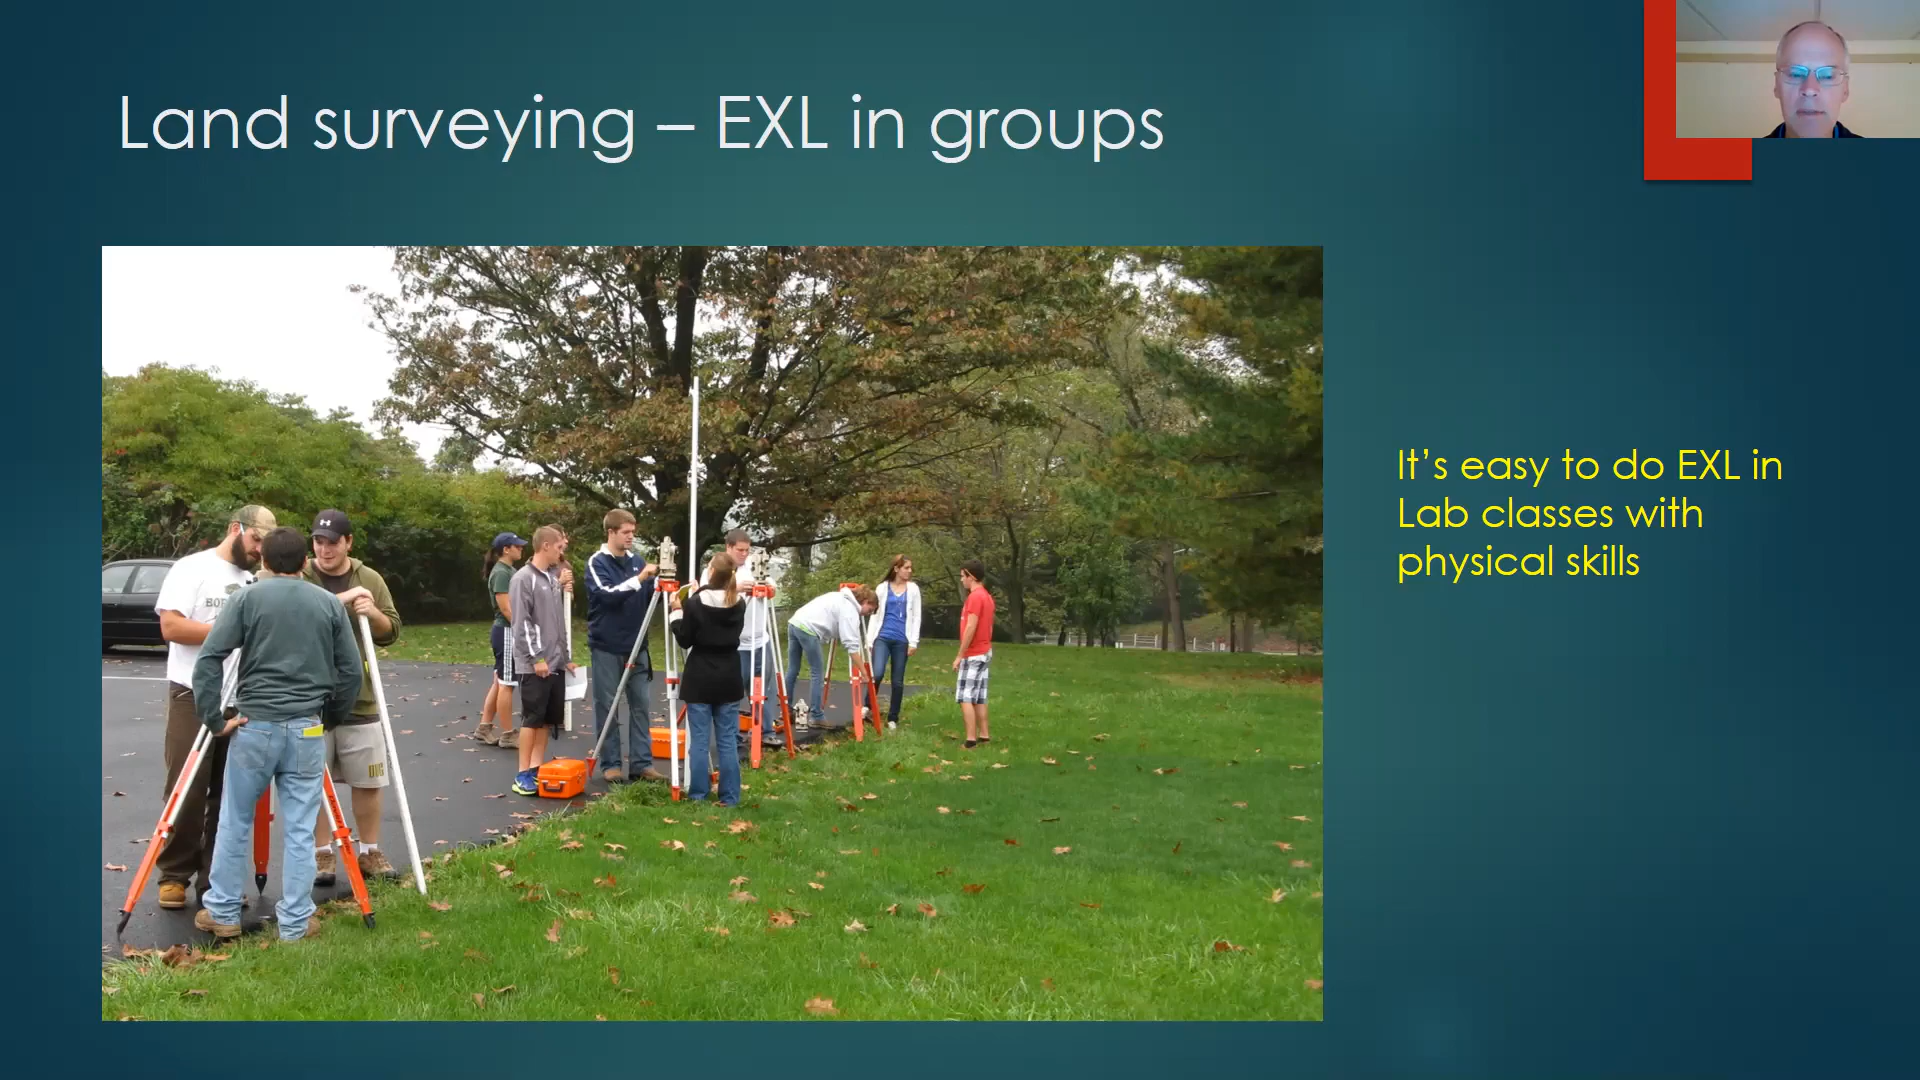 Land surveying – EXL in groups
It's easy to do EXL in
Lab classes with
physical skills